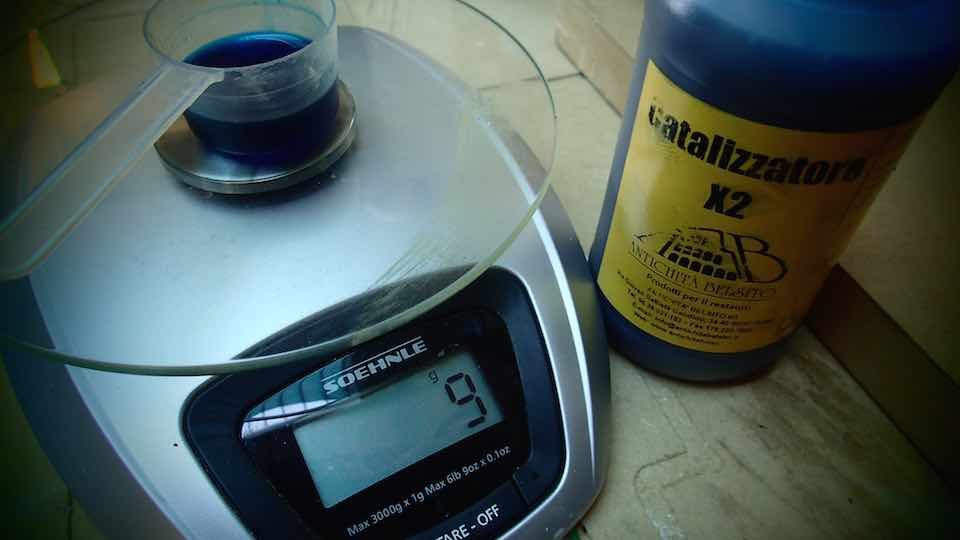 Catalizzatore
X2
AB
ANTICHITÀ BELSITO
Prodotti per il restauro
SOEHNLE
g
9
Max 3000g x 1g Max 6lb 9oz x 0.1oz
TARE - OFF